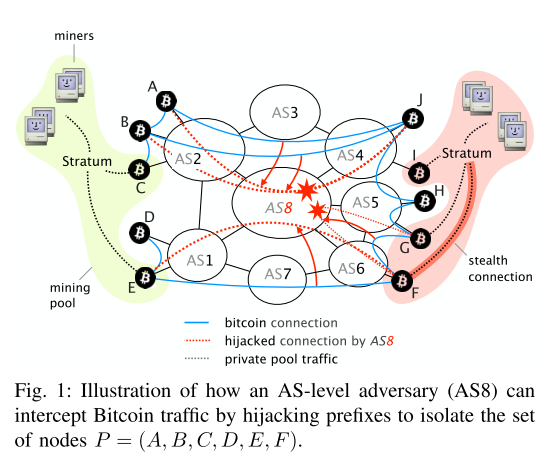 miners
A
B
C
D
E
Stratum
mining
pool
AS1
AS2
AS3
AS4
AS5
AS6
AS7
AS8
J
I
H
G
F
Stratum
stealth
connection
bitcoin connection
hijacked connection by AS8
private pool traffic
Fig. 1: Illustration of how an AS-level adversary (AS8) can
intercept Bitcoin traffic by hijacking prefixes to isolate the set
of nodes P = (A, B, C, D, E, F).